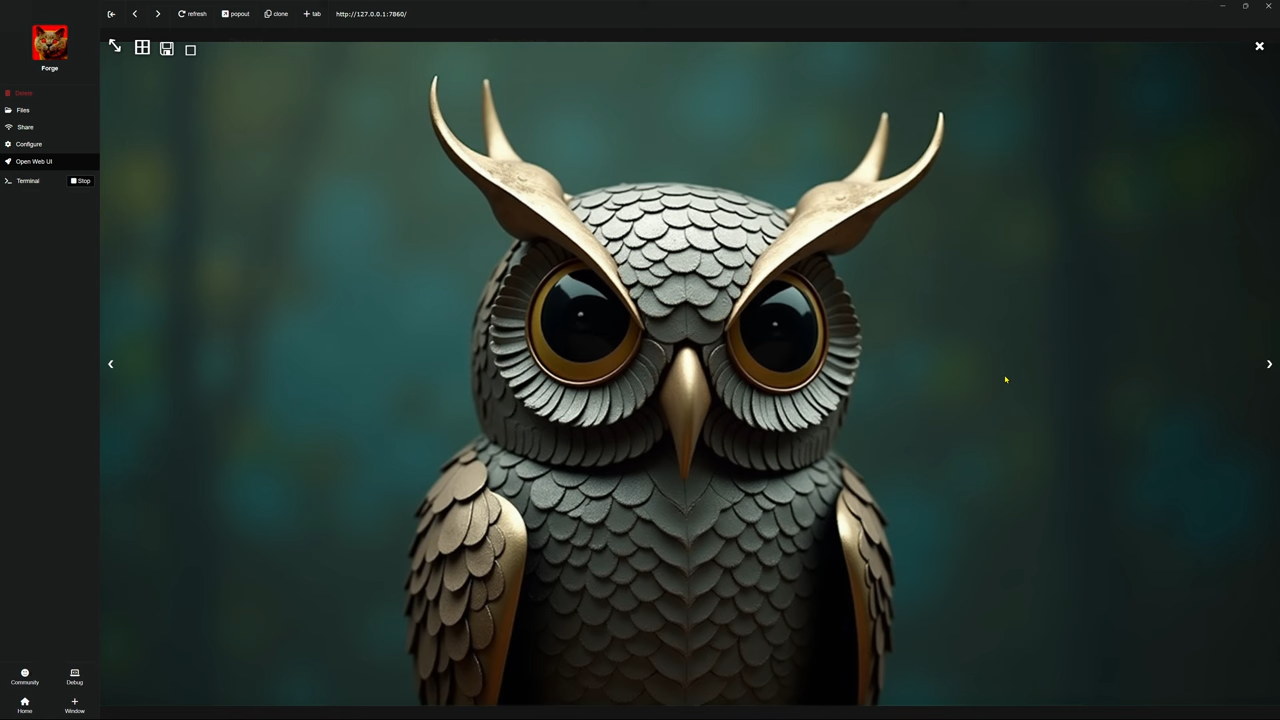 refresh
popout
clone
tab
http://127.0.0.1:7860/
Forge
Delete
Files
Share
Configure
Open Web UI
Terminal
Stop
Community
Debug
Home
Window